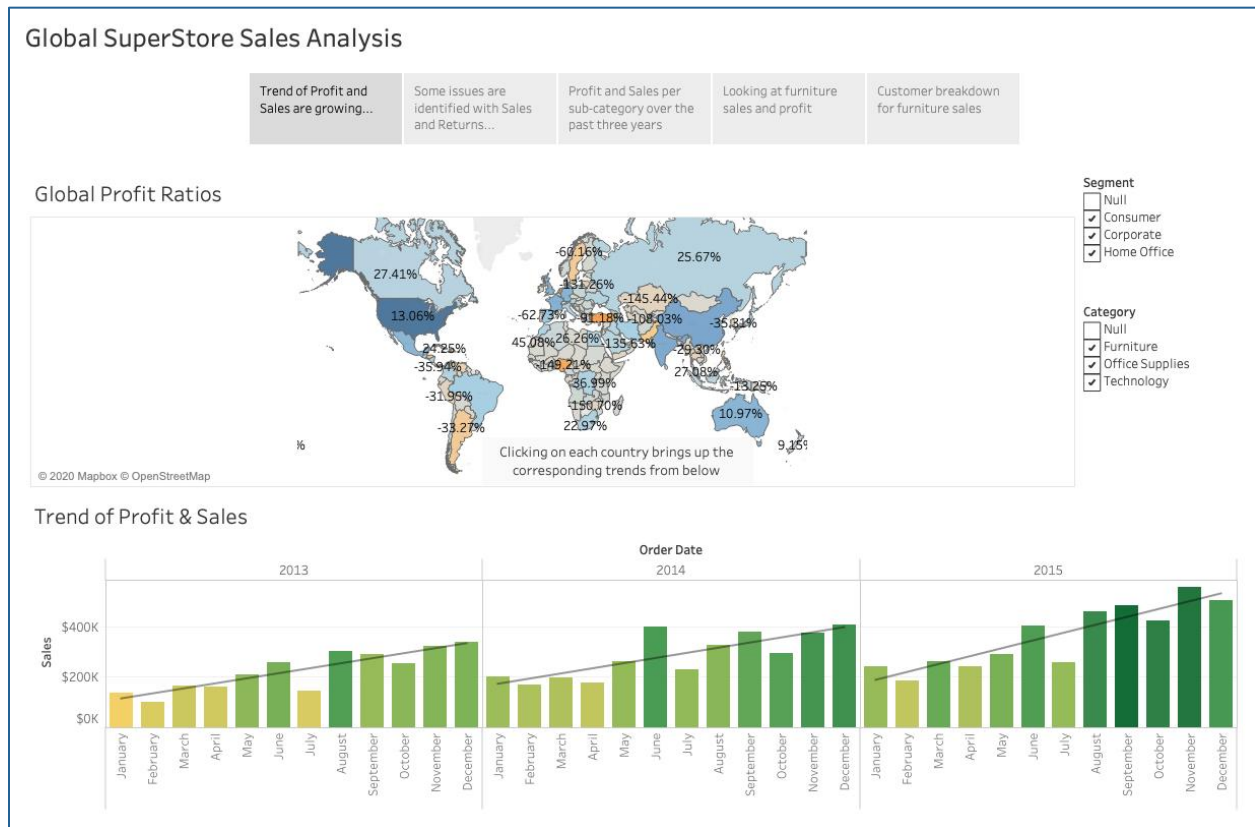 Global SuperStore Sales Analysis
Trend of Profit and
Sales are growing...
Some issues are
identified with Sales
and Returns...
Profit and Sales per
sub-category over the
past three years
Looking at furniture
sales and profit
Customer breakdown
for furniture sales
Global Profit Ratios
Segment
Null
Consumer
Corporate
Home Office
Category
Null
Furniture
Office Supplies
Technology
-60.16%
25.67%
27.41%
-131.26%
-145.44%
13.06%
-62.73%
91.18%
-108.03%
-35.31%
24.25%
45.08%
26.26%
-135.63%
-29.39%
-35.94%
-149.21%
27.08%
-31.95%
36.99%
-13.25%
-150.70%
10.97%
-33.27%
22.97%
%
9.15%
Clicking on each country brings up the
corresponding trends from below
© 2020 Mapbox © OpenStreetMap
Trend of Profit & Sales
Order Date
2013
2014
2015
Sales
$400K
$200K
$0K
January
February
March
April
May
June
July
August
September
October
November
December
January
February
March
April
May
June
July
August
September
October
November
December
January
February
March
April
May
June
July
August
September
October
November
December